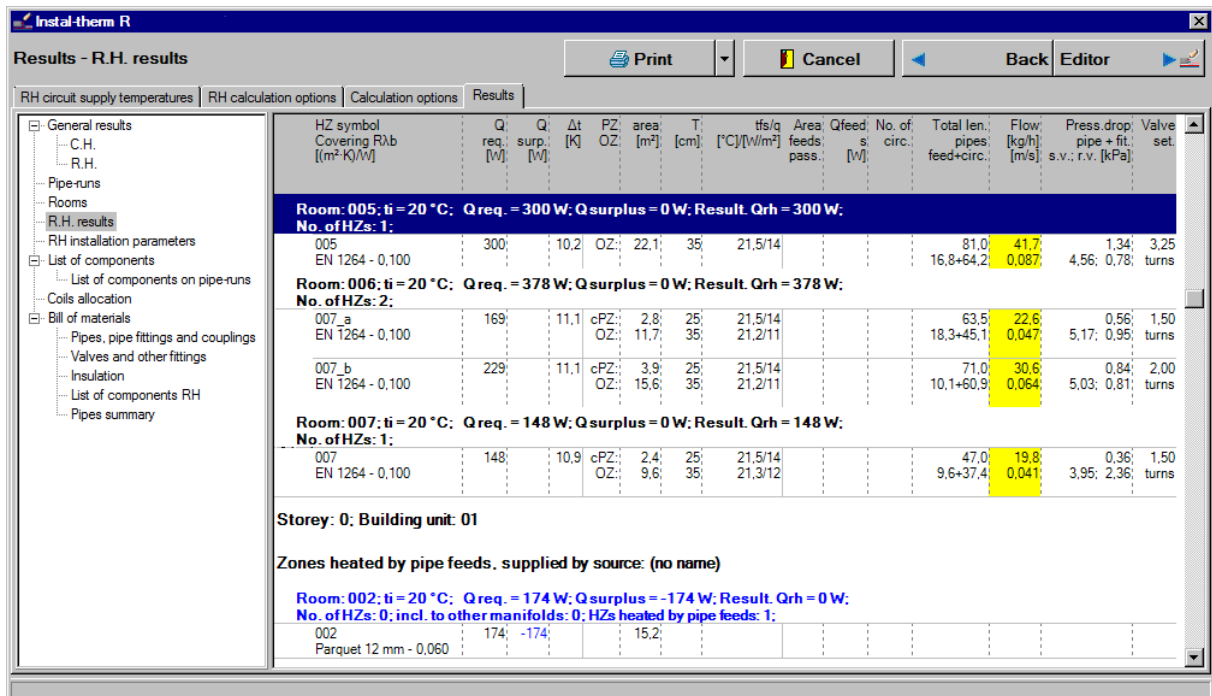 Instal-therm R
Results - R.H. results
Print
Cancel
Back
Editor
RH circuit supply temperatures
RH calculation options
Calculation options
Results
General results
C.H.
R.H.
Pipe-runs
Rooms
R.H. results
RH installation parameters
List of components
List of components on pipe-runs
Coils allocation
Bill of materials
Pipes, pipe fittings and couplings
Valves and other fittings
Insulation
List of components RH
Pipes summary
HZ symbol Q Q Δt PZ area T tfs/q Area Qfeed No. of Total len. Flow Press.drop Valve
Covering Rλb req. surp. [K] OZ [m²] [cm] [°C]/[W/m²] feeds s circ. pipes [kg/h] pipe + fit. set.
[(m²·K)/W] [W] [W] pass. [W] feed+circ. [m/s] s.v.; r.v. [kPa]
Room: 005; ti = 20 °C; Q req. = 300 W; Q surplus = 0 W; Result. Qrh = 300 W;
No. of HZs: 1;
005 300 10,2 OZ: 22,1 35 21,5/14 81,0 41,7 1,34 3,25
EN 1264 - 0,100 16,8+64,2 0,087 4,56; 0,78 turns
Room: 006; ti = 20 °C; Q req. = 378 W; Q surplus = 0 W; Result. Qrh = 378 W;
No. of HZs: 2;
007_a 169 11,1 cPZ: 2,8 25 21,5/14 63,5 22,6 0,56 1,50
EN 1264 - 0,100 OZ: 11,7 35 21,2/11 18,3+45,1 0,047 5,17; 0,95 turns
007_b 229 11,1 cPZ: 3,9 25 21,5/14 71,0 30,6 0,84 2,00
EN 1264 - 0,100 OZ: 15,6 35 21,2/11 10,1+60,9 0,064 5,03; 0,81 turns
Room: 007; ti = 20 °C; Q req. = 148 W; Q surplus = 0 W; Result. Qrh = 148 W;
No. of HZs: 1;
007 148 10,9 cPZ: 2,4 25 21,5/14 47,0 19,8 0,36 1,50
EN 1264 - 0,100 OZ: 9,6 35 21,3/12 9,6+37,4 0,041 3,95; 2,36 turns
Storey: 0; Building unit: 01
Zones heated by pipe feeds, supplied by source: (no name)
Room: 002; ti = 20 °C; Q req. = 174 W; Q surplus = -174 W; Result. Qrh = 0 W;
No. of HZs: 0; incl. to other manifolds: 0; HZs heated by pipe feeds: 1;
002 174 -174 15,2
Parquet 12 mm - 0,060